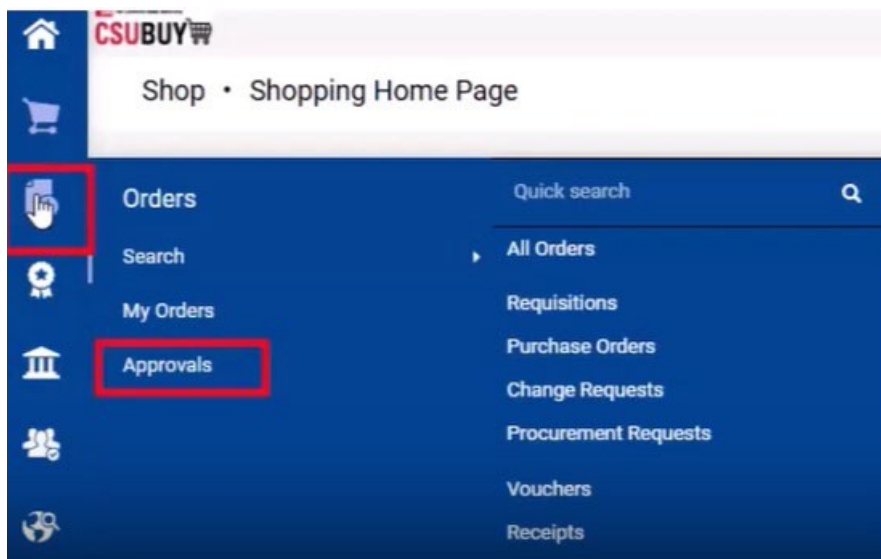 CSUBUY
Shop • Shopping Home Page
Orders
Search
My Orders
Approvals
Quick search
All Orders
Requisitions
Purchase Orders
Change Requests
Procurement Requests
Vouchers
Receipts